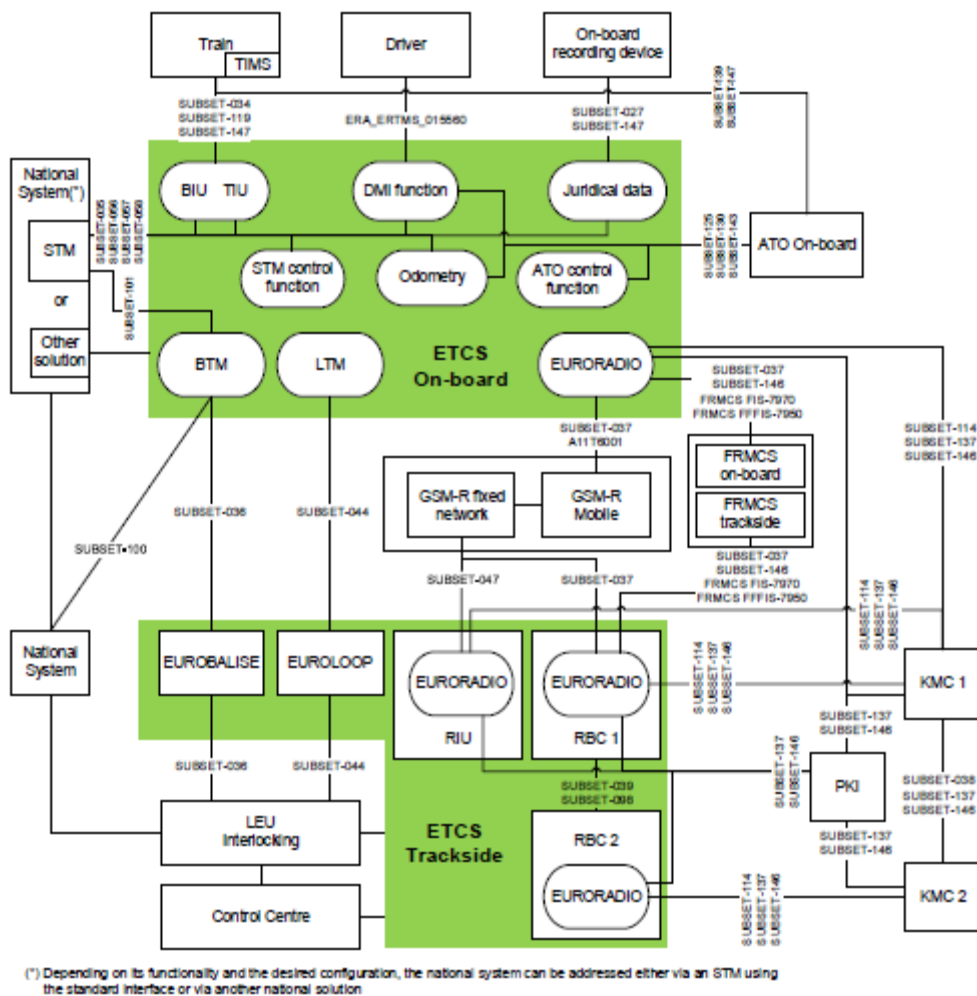 Train
TIMS
Driver
On-board
recording device
SUBSET-034
SUBSET-119
SUBSET-147
ERA_ERTMS_015560
SUBSET-027
SUBSET-147
SUBSET-139
SUBSET-147
National
System(*)
STM
or
Other
solution
SUBSET-035
SUBSET-056
SUBSET-057
SUBSET-058
SUBSET-101
BIU TIU
DMI function
Juridical data
STM control
function
Odometry
ATO control
function
SUBSET-125
SUBSET-130
SUBSET-143
ATO On-board
BTM
LTM
ETCS
On-board
EURORADIO
SUBSET-037
SUBSET-146
FRMCS FIS-7970
FRMCS FFFIS-7950
SUBSET-037
A11T6001
SUBSET-114
SUBSET-137
SUBSET-146
FRMCS
on-board
FRMCS
trackside
GSM-R fixed
network
GSM-R
Mobile
SUBSET-036
SUBSET-044
SUBSET-100
SUBSET-047
SUBSET-037
SUBSET-037
SUBSET-146
FRMCS FIS-7970
FRMCS FFFIS-7950
SUBSET-114
SUBSET-137
SUBSET-146
National
System
EUROBALISE
EUROLOOP
EURORADIO
RIU
EURORADIO
RBC 1
SUBSET-114
SUBSET-137
SUBSET-146
KMC 1
SUBSET-137
SUBSET-146
SUBSET-036
SUBSET-044
SUBSET-039
SUBSET-098
SUBSET-137
SUBSET-146
PKI
SUBSET-038
SUBSET-137
SUBSET-146
LEU
Interlocking
ETCS
Trackside
RBC 2
EURORADIO
SUBSET-137
SUBSET-146
SUBSET-114
SUBSET-137
SUBSET-146
KMC 2
Control Centre
(*) Depending on its functionality and the desired configuration, the national system can be addressed either via an STM using
the standard interface or via another national solution